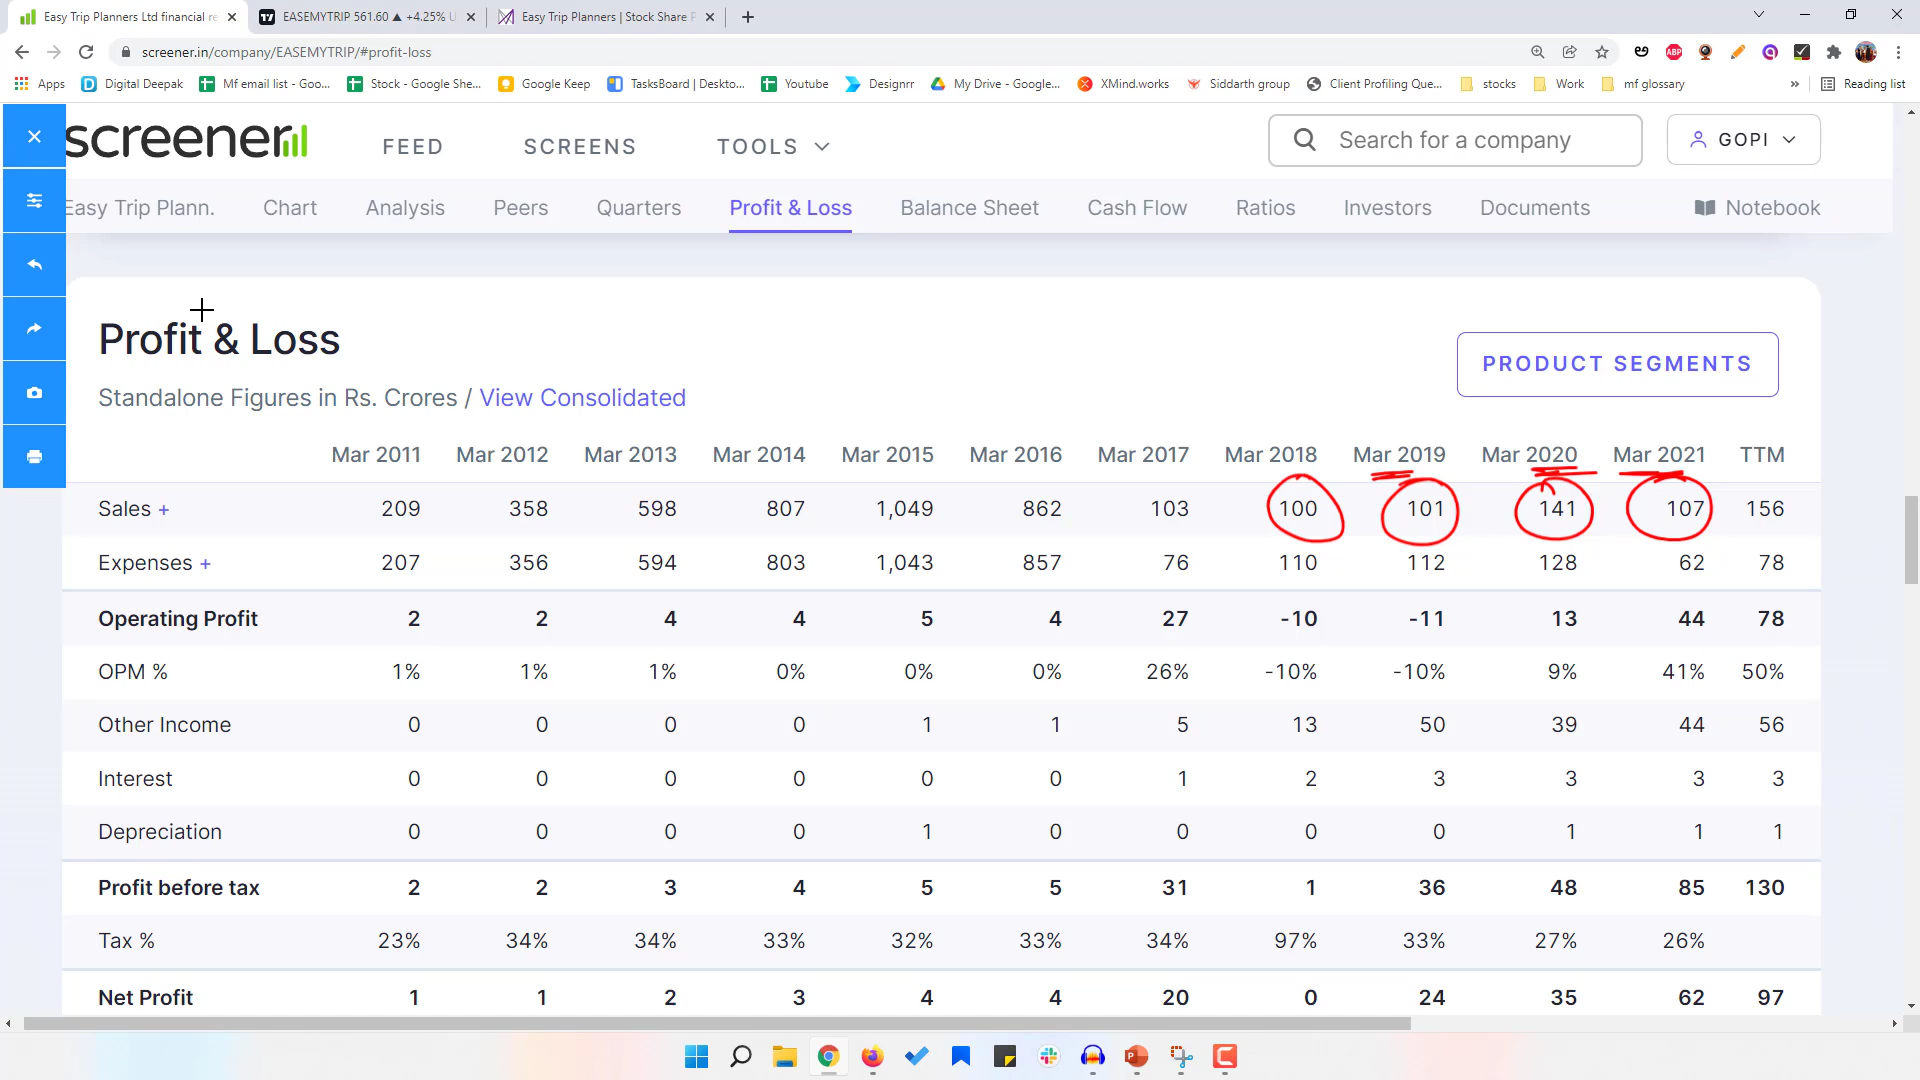 Easy Trip Planners Ltd financial re
EASEMYTRIP 561.60 ▲ +4.25% U
Easy Trip Planners | Stock Share P
screener.in/company/EASEMYTRIP/#profit-loss
ABP
Apps Digital Deepak Mf email list - Goo... Stock - Google She... Google Keep TasksBoard | Deskto... Youtube Designrr My Drive - Google... XMind.works Siddarth group Client Profiling Que... stocks Work mf glossary » Reading list
screener FEED SCREENS TOOLS Search for a company GOPI
Easy Trip Plann. Chart Analysis Peers Quarters Profit & Loss Balance Sheet Cash Flow Ratios Investors Documents Notebook
Profit & Loss
PRODUCT SEGMENTS
Standalone Figures in Rs. Crores / View Consolidated
Mar 2011 Mar 2012 Mar 2013 Mar 2014 Mar 2015 Mar 2016 Mar 2017 Mar 2018 Mar 2019 Mar 2020 Mar 2021 TTM
Sales + 209 358 598 807 1,049 862 103 100 101 141 107 156
Expenses + 207 356 594 803 1,043 857 76 110 112 128 62 78
Operating Profit 2 2 4 4 5 4 27 -10 -11 13 44 78
OPM % 1% 1% 1% 0% 0% 0% 26% -10% -10% 9% 41% 50%
Other Income 0 0 0 0 1 1 5 13 50 39 44 56
Interest 0 0 0 0 0 0 1 2 3 3 3 3
Depreciation 0 0 0 0 1 0 0 0 0 1 1 1
Profit before tax 2 2 3 4 5 5 31 1 36 48 85 130
Tax % 23% 34% 34% 33% 32% 33% 34% 97% 33% 27% 26%
Net Profit 1 1 2 3 4 4 20 0 24 35 62 97